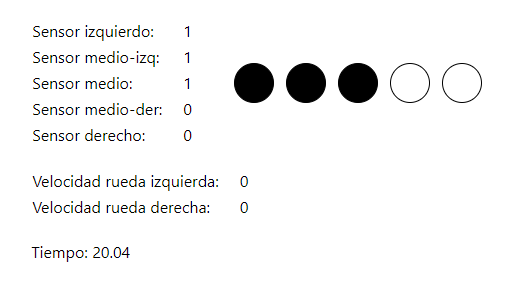 Sensor izquierdo: 1
Sensor medio-izq: 1
Sensor medio: 1
Sensor medio-der: 0
Sensor derecho: 0
Velocidad rueda izquierda: 0
Velocidad rueda derecha: 0
Tiempo: 20.04